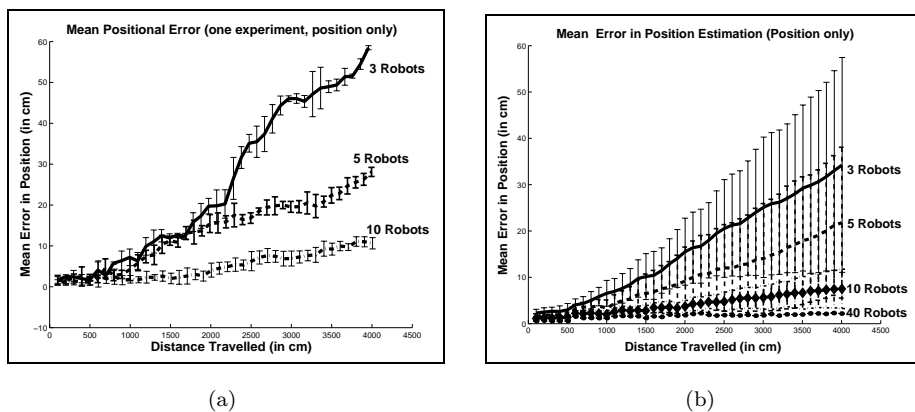 Mean Positional Error (one experiment, position only)
Mean Error in Position (in cm)
60
50
40
30
20
10
0
−10
3 Robots
5 Robots
10 Robots
0 500 1000 1500 2000 2500 3000 3500 4000 4500
Distance Travelled (in cm)
(a)
Mean Error in Position Estimation (Position only)
Mean Error in Position (in cm)
60
50
40
30
20
10
0
3 Robots
5 Robots
10 Robots
40 Robots
0 500 1000 1500 2000 2500 3000 3500 4000 4500
Distance Travelled (in cm)
(b)